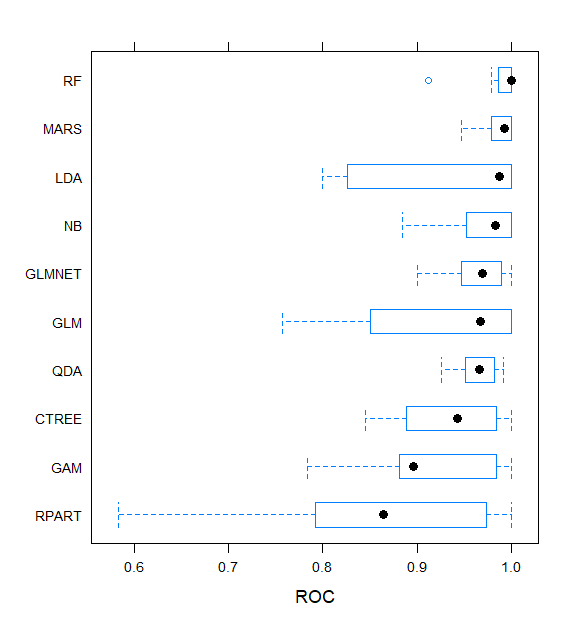 RF
MARS
LDA
NB
GLMNET
GLM
QDA
CTREE
GAM
RPART
0.6 0.7 0.8 0.9 1.0
ROC